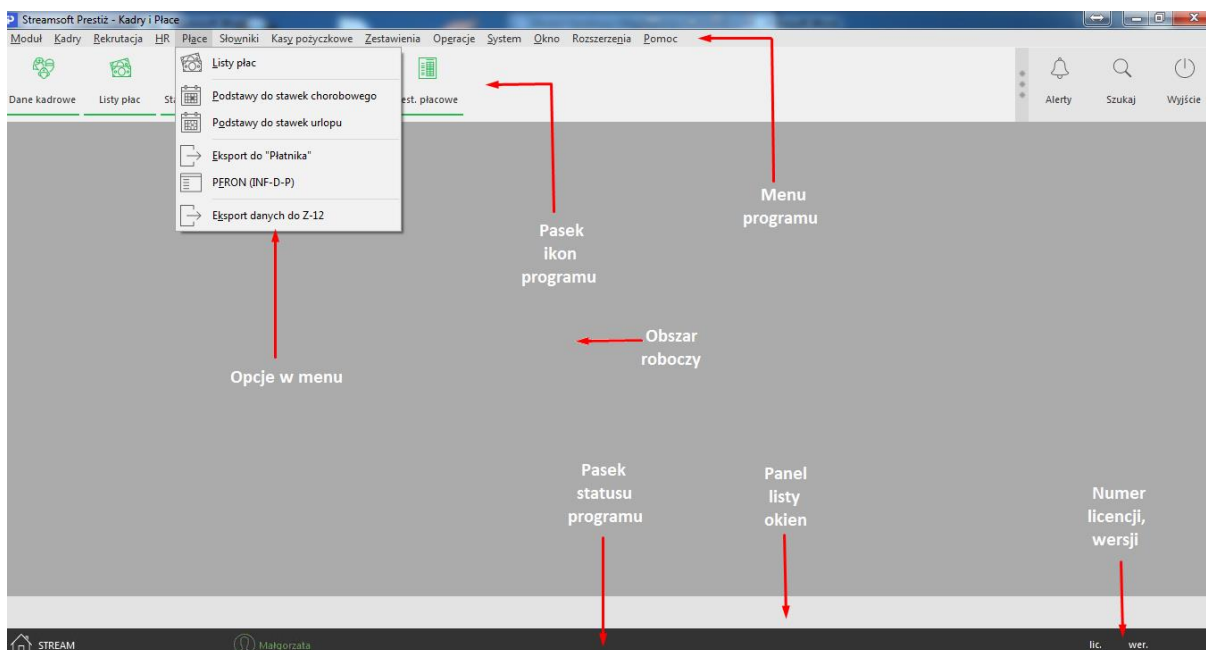 Streamsoft Prestiż - Kadry i Płace
Moduł Kadry Rekrutacja HR Płace Słowniki Kasy pożyczkowe Zestawienia Operacje System Okno Rozszerzenia Pomoc
Dane kadrowe Listy płac est. płacowe Alerty Szukaj Wyjście
Listy płac
Podstawy do stawek chorobowego
Podstawy do stawek urlopu
Eksport do "Płatnika"
PFRON (INF-D-P)
Eksport danych do Z-12
Menu
programu
Pasek
ikon
programu
Obszar
roboczy
Opcje w menu
Pasek
statusu
programu
Panel
listy
okien
Numer
licencji,
wersji
STREAM Małgorzata lic. wer.